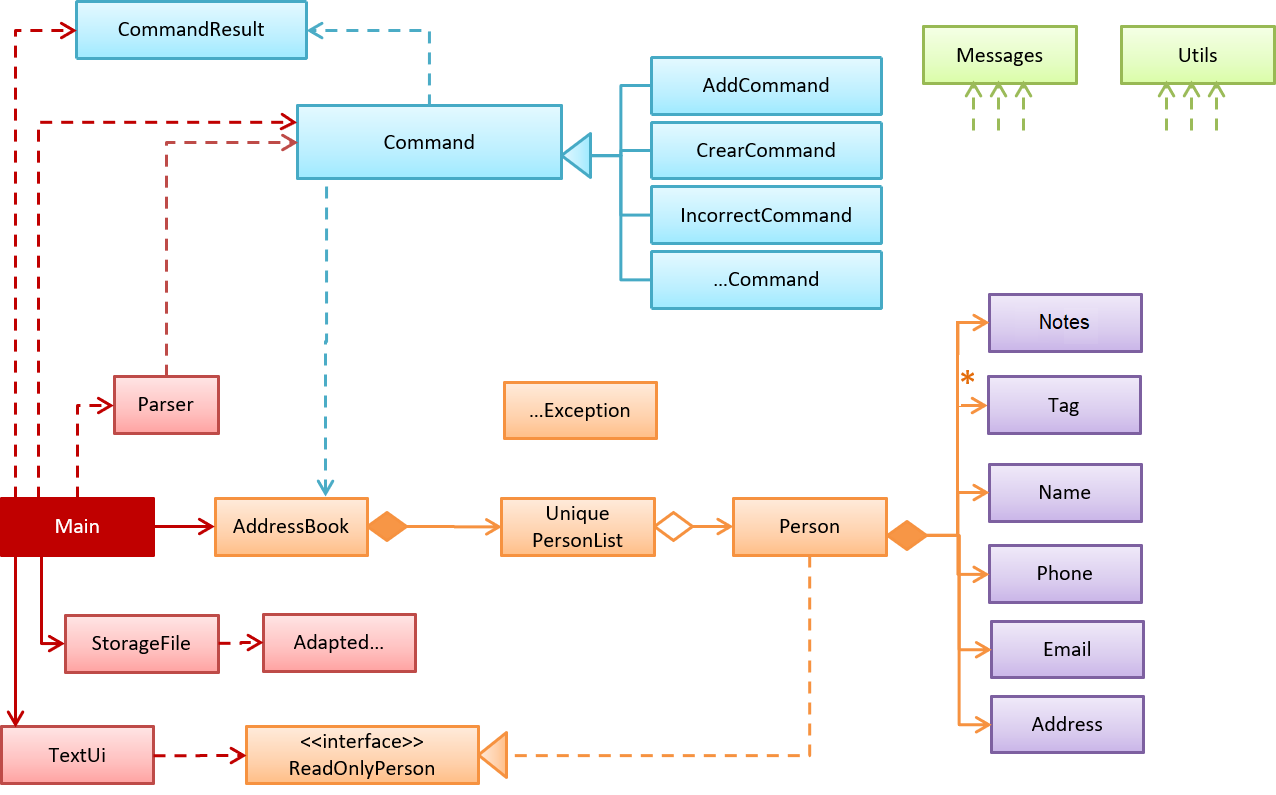 CommandResult
Messages
Utils
AddCommand
Command
CrearCommand
IncorrectCommand
...Command
Notes
*
Parser
...Exception
Tag
Name
Main
AddressBook
Unique
PersonList
Person
Phone
StorageFile
Adapted...
Email
Address
TextUi
<<interface>>
ReadOnlyPerson